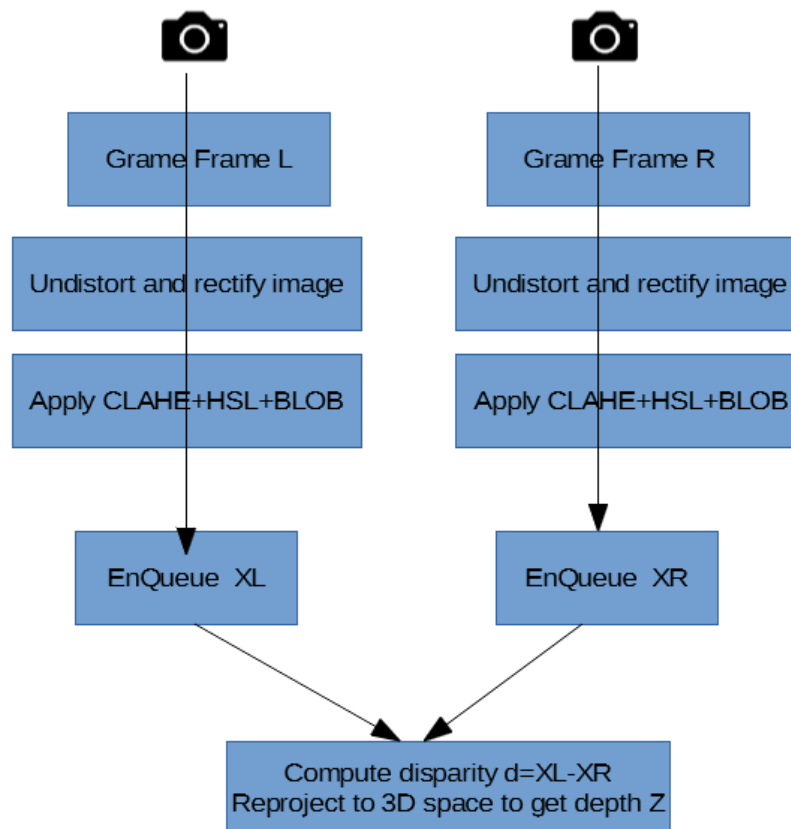 Grame Frame L
Grame Frame R
Undistort and rectify image
Undistort and rectify image
Apply CLAHE+HSL+BLOB
Apply CLAHE+HSL+BLOB
EnQueue  XL
EnQueue  XR
Compute disparity d=XL-XR
Reproject to 3D space to get depth Z